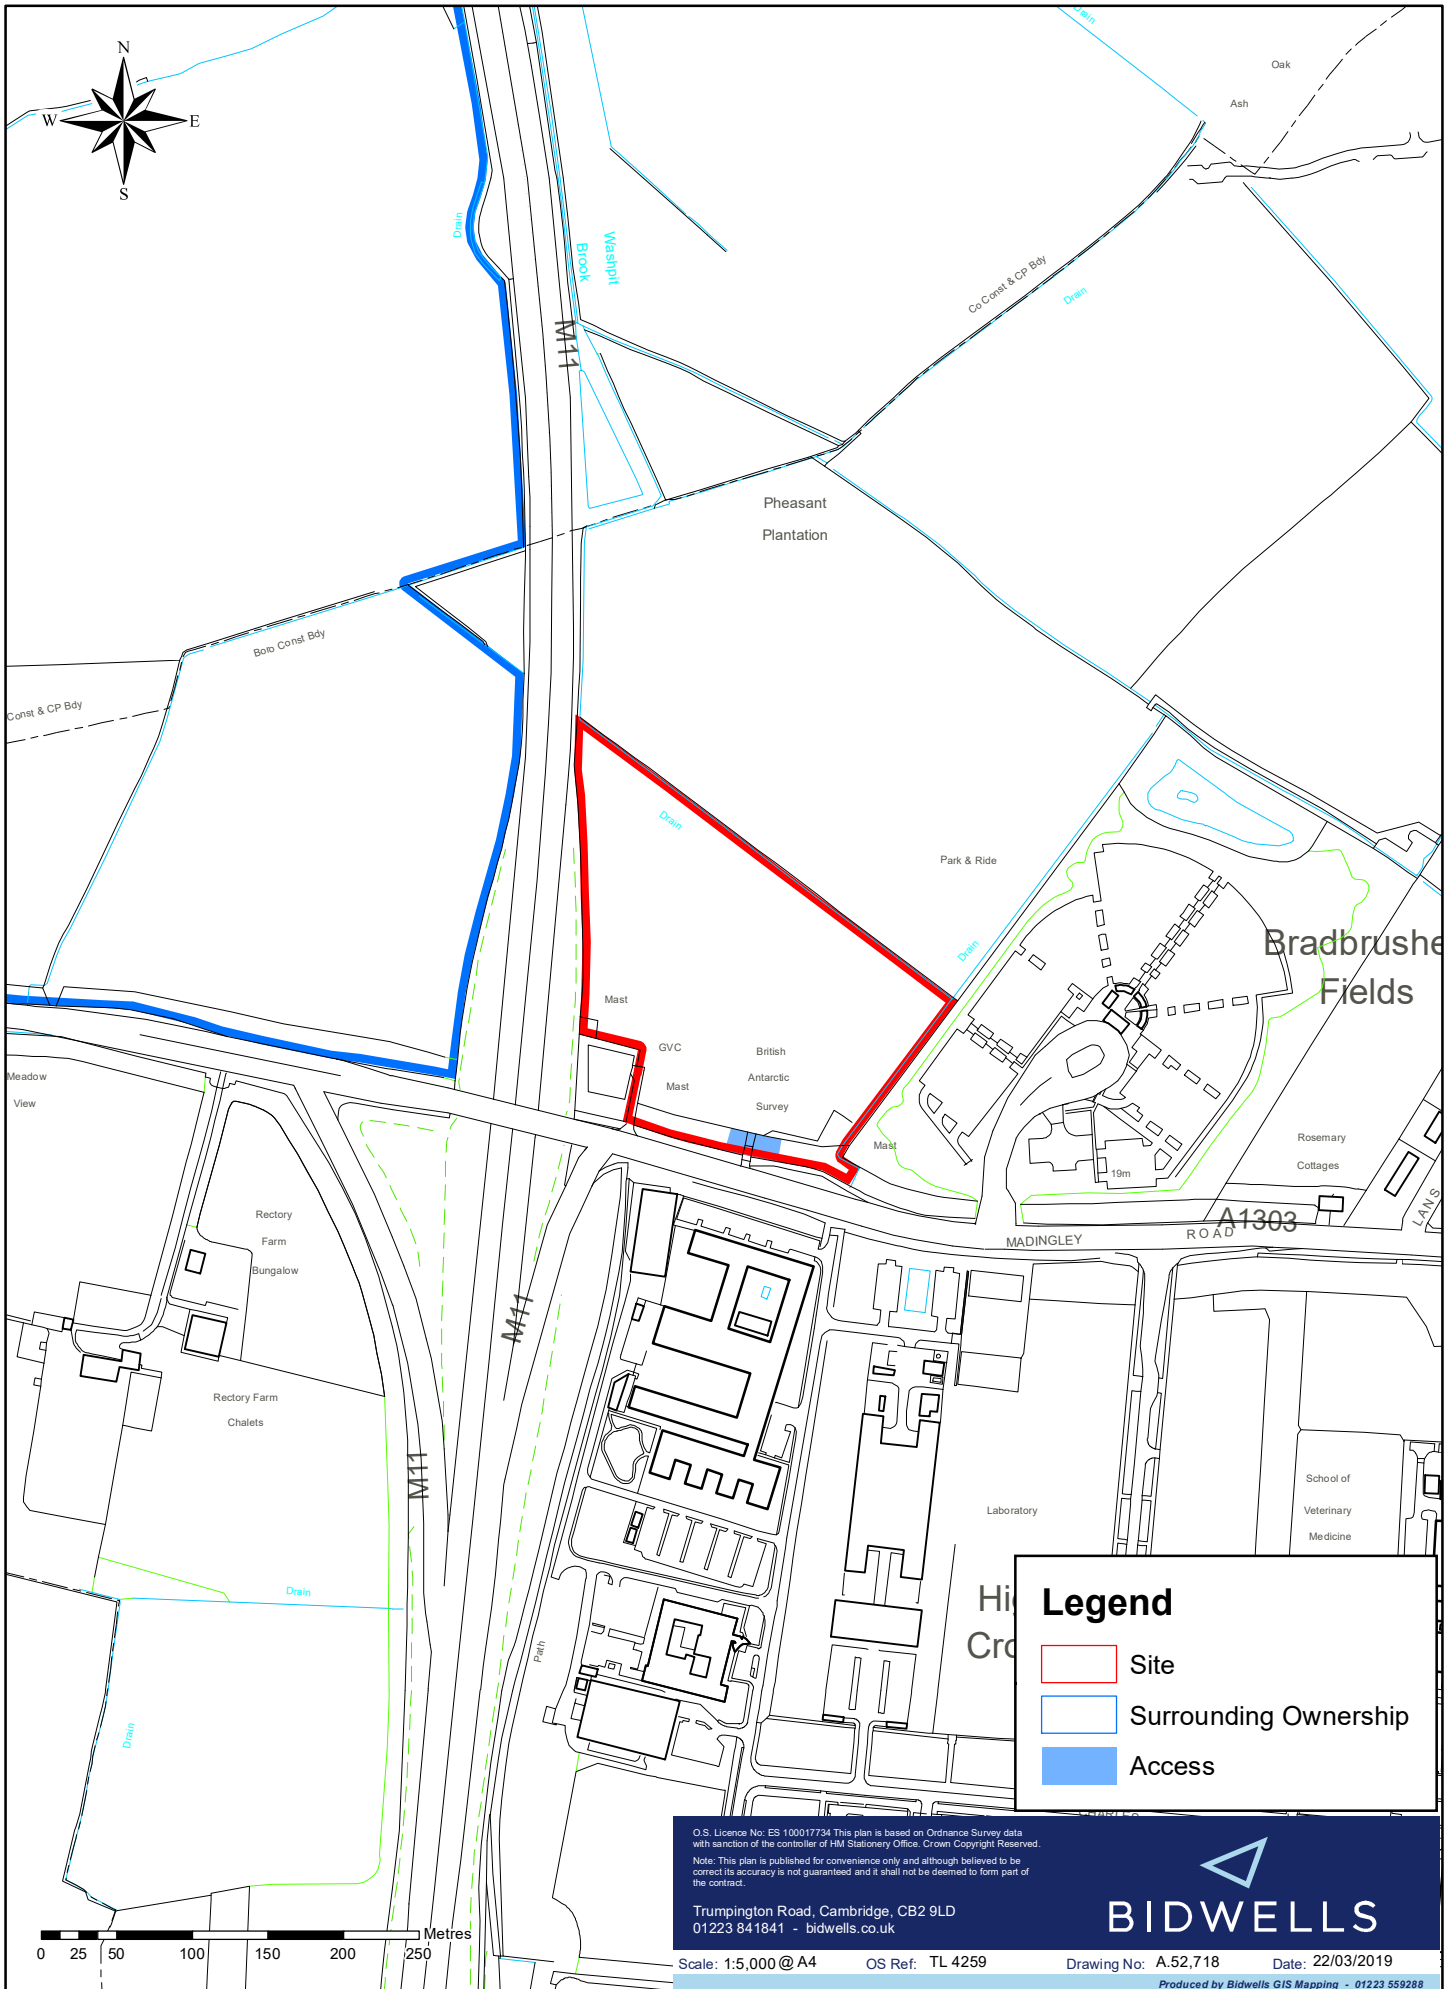 Drain
Oak
Ash
N
W
E
S
Drain
Washpit
Brook
Co Const & CP Bdy
Drain
M11
Pheasant
Plantation
Boro Const Bdy
Const & CP Bdy
Drain
Park & Ride
Drain
Bradbrushe
Fields
Mast
GVC
Mast
British
Antarctic
Survey
Mast
Meadow
View
Rosemary
Cottages
19m
LANS
A1303
MADINGLEY
ROAD
Rectory
Farm
Bungalow
M11
Rectory Farm
Chalets
M11
School of
Veterinary
Medicine
Laboratory
Drain
Path
Drain
Hi
Cro
Legend
Site
Surrounding Ownership
Access
CHARLES
O.S. Licence No: ES 100017734 This plan is based on Ordnance Survey data
with sanction of the controller of HM Stationery Office. Crown Copyright Reserved.
Note: This plan is published for convenience only and although believed to be
correct its accuracy is not guaranteed and it shall not be deemed to form part of
the contract.
Trumpington Road, Cambridge, CB2 9LD
01223 841841 - bidwells.co.uk
BIDWELLS
Metres
0 25 50 100 150 200 250
Scale: 1:5,000 @ A4 OS Ref: TL 4259 Drawing No: A.52,718 Date: 22/03/2019
Produced by Bidwells GIS Mapping - 01223 559288